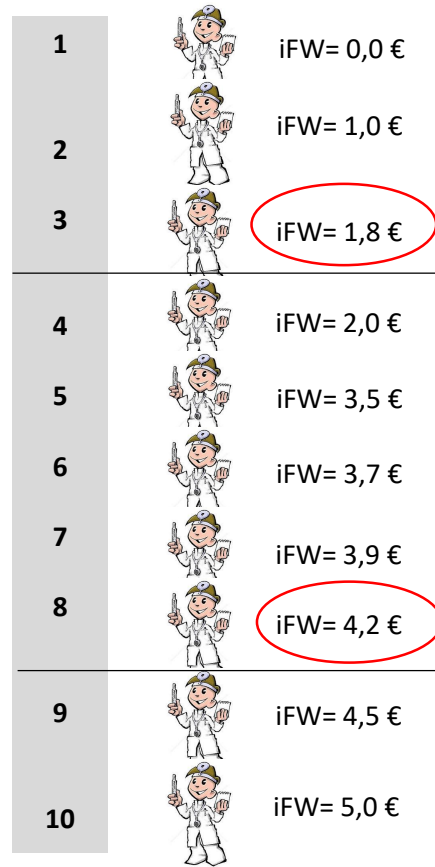 1 iFW= 0,0 €
2 iFW= 1,0 €
3 iFW= 1,8 €
4 iFW= 2,0 €
5 iFW= 3,5 €
6 iFW= 3,7 €
7 iFW= 3,9 €
8 iFW= 4,2 €
9 iFW= 4,5 €
10 iFW= 5,0 €